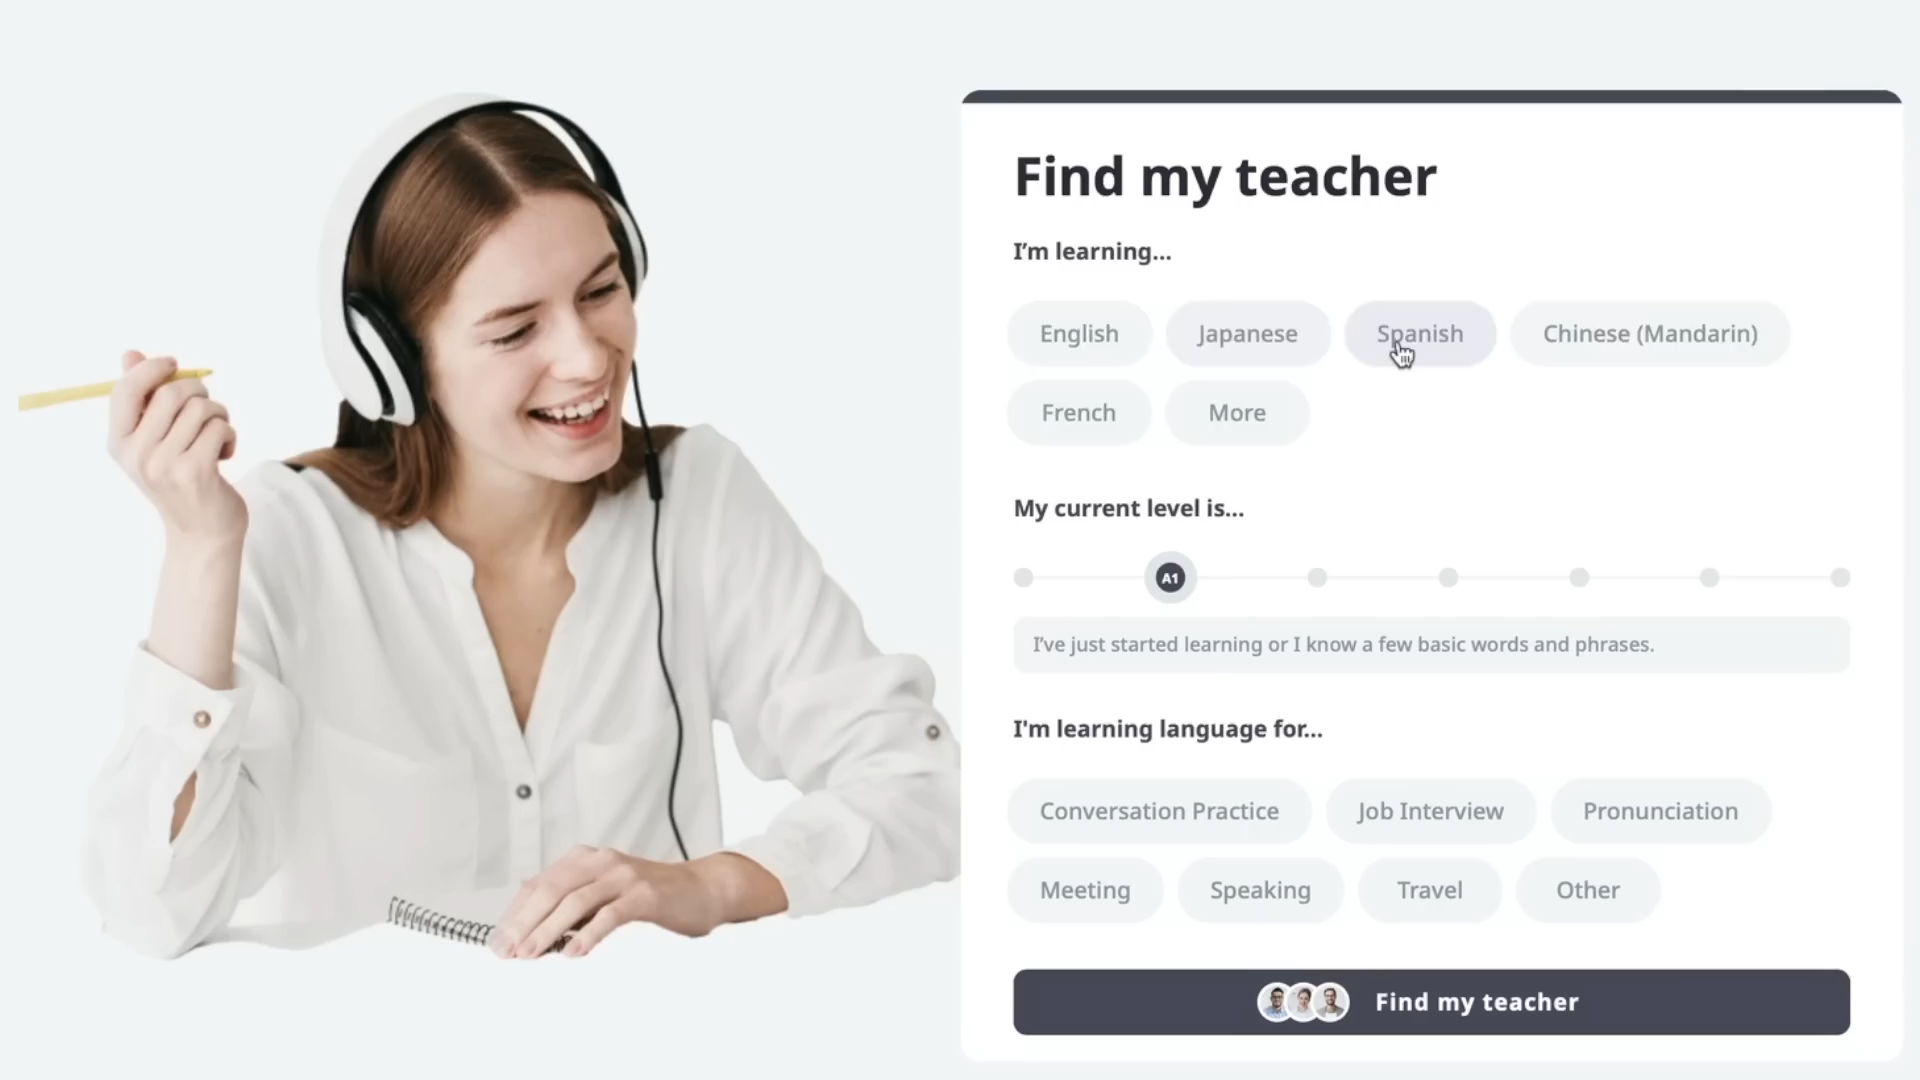 Find my teacher
I’m learning...
English Japanese Spanish Chinese (Mandarin)
French More
My current level is...
A1
I’ve just started learning or I know a few basic words and phrases.
I'm learning language for...
Conversation Practice Job Interview Pronunciation
Meeting Speaking Travel Other
Find my teacher